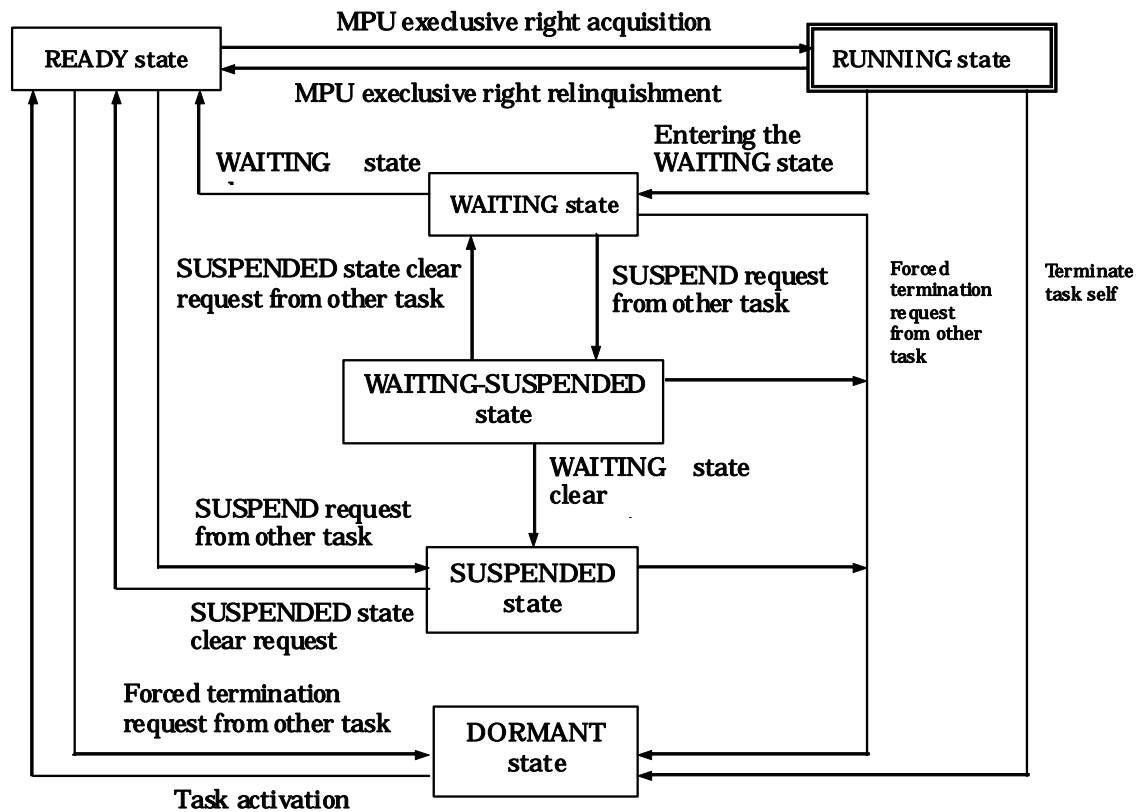 MPU execlusive right acquisition
READY state
RUNNING state
MPU execlusive right relinquishment
Entering the
WAITING state
WAITING state
WAITING state
SUSPENDED state clear
request from other task
SUSPEND request
from other task
Forced
termination
request
from other
task
Terminate
task self
WAITING-SUSPENDED
state
WAITING state
clear
SUSPEND request
from other task
SUSPENDED
state
SUSPENDED state
clear request
Forced termination
request from other task
DORMANT
state
Task activation